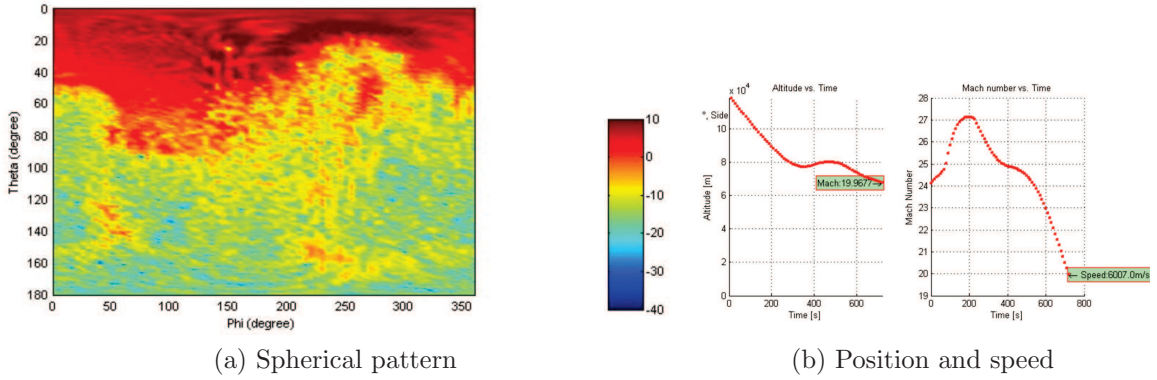 0
20
40
60
80
100
120
140
160
180
Theta (degree)
0 50 100 150 200 250 300 350
Phi (degree)
10
0
-10
-20
-30
-40
(a) Spherical pattern
x 10⁴ Altitude vs. Time
°, Side
10
8
6
4
2
0
Altitude [m]
Mach:19.9677→
0 200 400 600
Time [s]
Mach number vs. Time
28
27
26
25
24
23
22
21
20
19
Mach Number
← Speed:6007.0m/s
0 200 400 600 800
Time [s]
(b) Position and speed